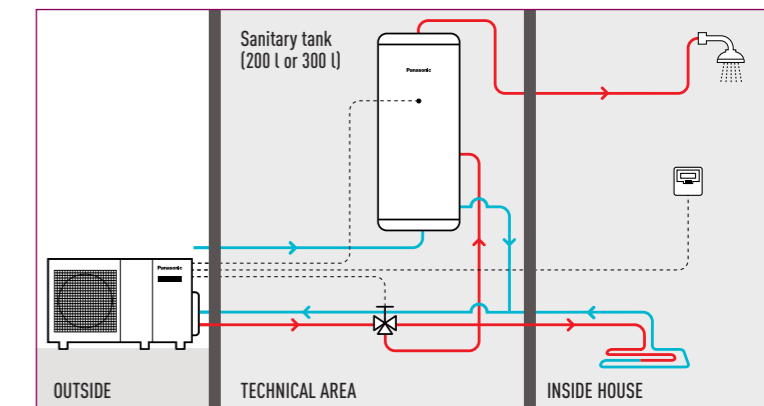 Sanitary tank
(200 l or 300 l)
Panasonic
Panasonic
OUTSIDE
TECHNICAL AREA
INSIDE HOUSE